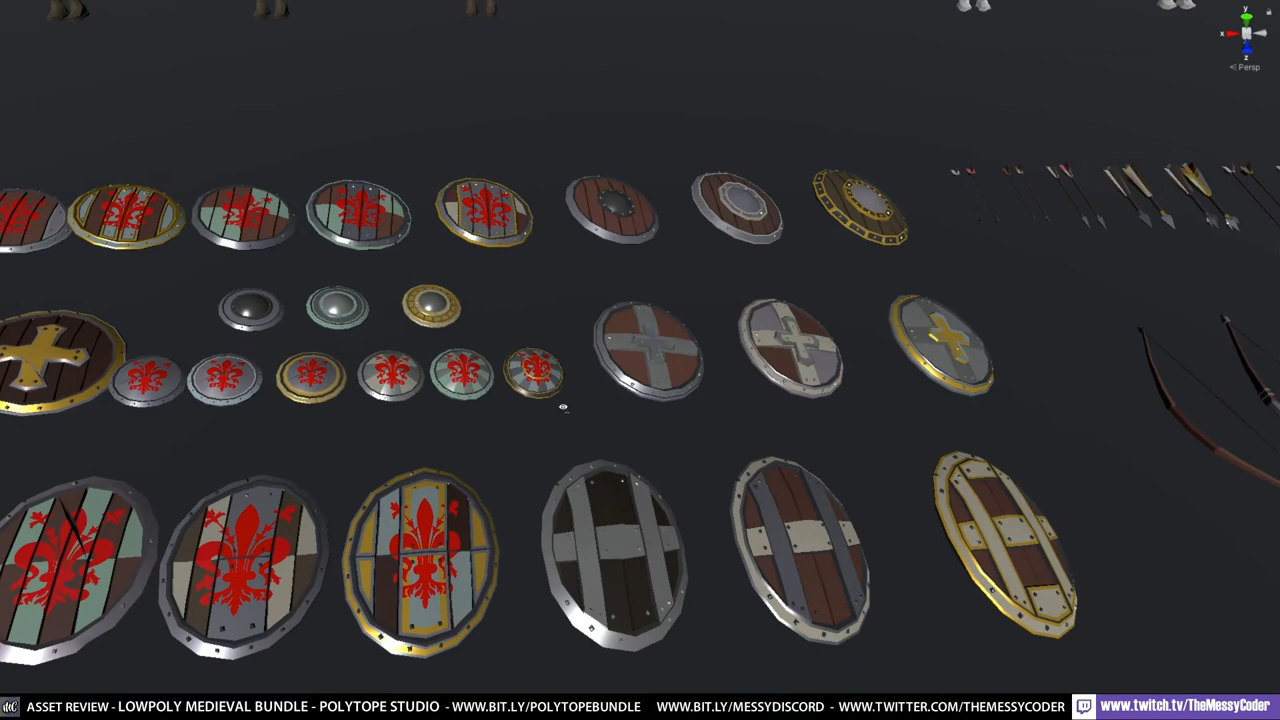 y
x
z
< Persp
ASSET REVIEW - LOWPOLY MEDIEVAL BUNDLE - POLYTOPE STUDIO - WWW.BIT.LY/POLYTOPEBUNDLE WWW.BIT.LY/MESSYDISCORD - WWW.TWITTER.COM/THEMESSYCODER www.twitch.tv/TheMessyCoder